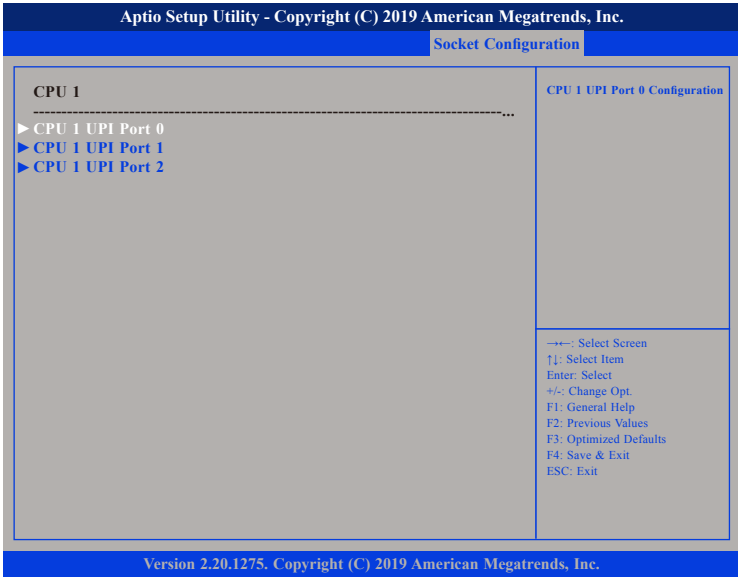 Aptio Setup Utility - Copyright (C) 2019 American Megatrends, Inc.
Socket Configuration
CPU 1
--------------------------------------------------------------------------------...
▶ CPU 1 UPI Port 0
▶ CPU 1 UPI Port 1
▶ CPU 1 UPI Port 2
CPU 1 UPI Port 0 Configuration
→←: Select Screen
↑↓: Select Item
Enter: Select
+/-: Change Opt.
F1: General Help
F2: Previous Values
F3: Optimized Defaults
F4: Save & Exit
ESC: Exit
Version 2.20.1275. Copyright (C) 2019 American Megatrends, Inc.